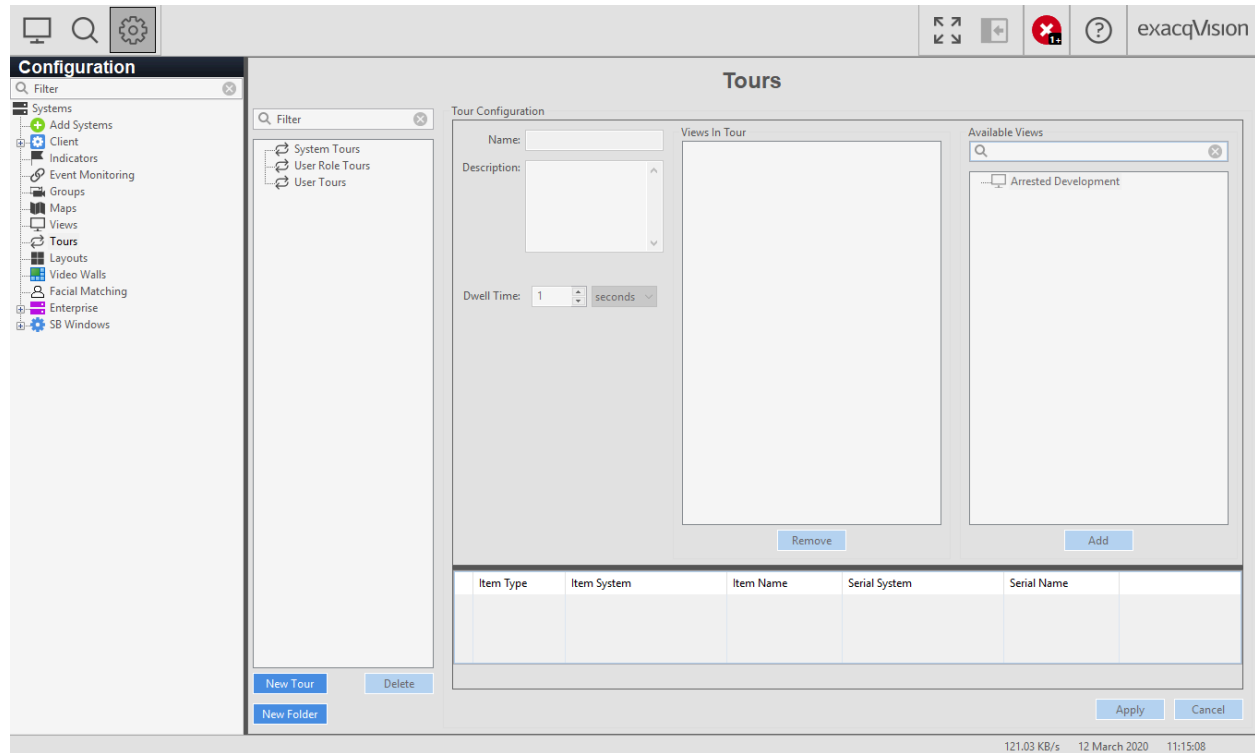 1+
?
exacqVision
Configuration
Filter
Systems
Add Systems
Client
Indicators
Event Monitoring
Groups
Maps
Views
Tours
Layouts
Video Walls
Facial Matching
Enterprise
SB Windows
Tours
Filter
System Tours
User Role Tours
User Tours
New Tour
Delete
New Folder
Tour Configuration
Name:
Description:
Dwell Time:
1
seconds
Views In Tour
Remove
Available Views
Arrested Development
Add
Item Type
Item System
Item Name
Serial System
Serial Name
Apply
Cancel
121.03 KB/s
12 March 2020
11:15:08